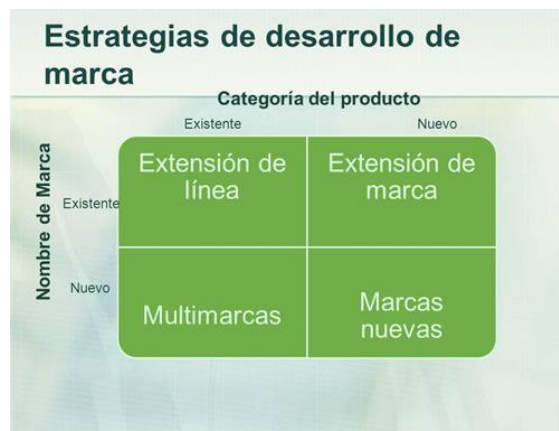 Estrategias de desarrollo de
marca
Categoría del producto
Existente
Nuevo
Nombre de Marca
Existente
Extensión de
línea
Extensión de
marca
Nuevo
Multimarcas
Marcas
nuevas